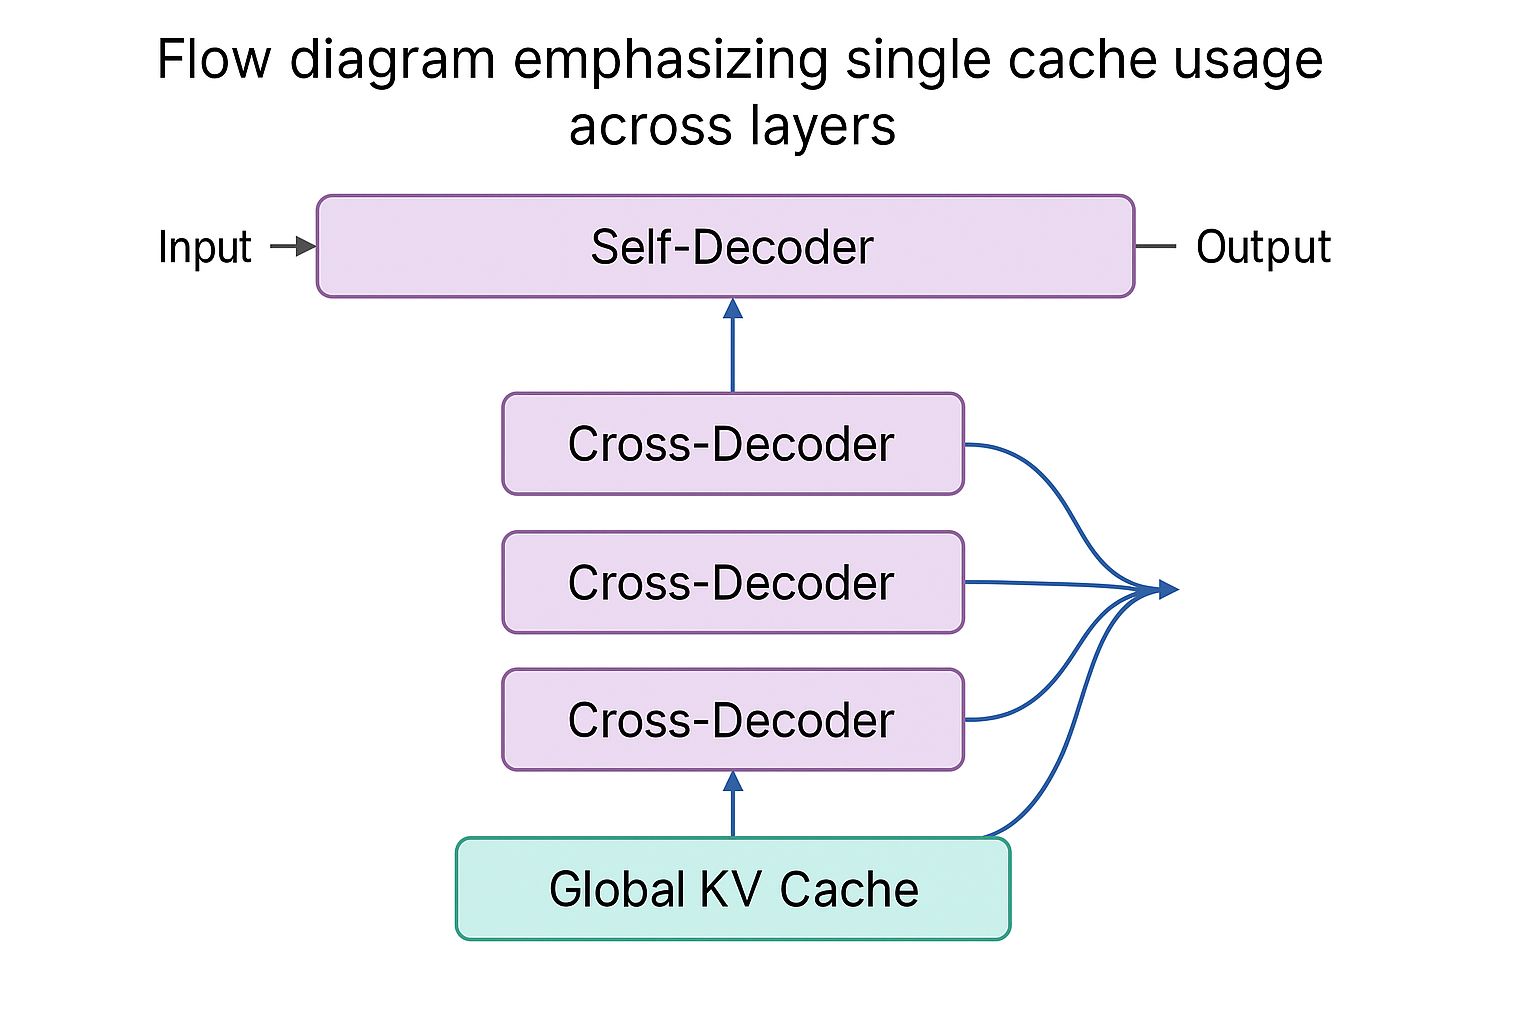 Flow diagram emphasizing single cache usage
across layers
Input
Self-Decoder
Output
Cross-Decoder
Cross-Decoder
Cross-Decoder
Global KV Cache